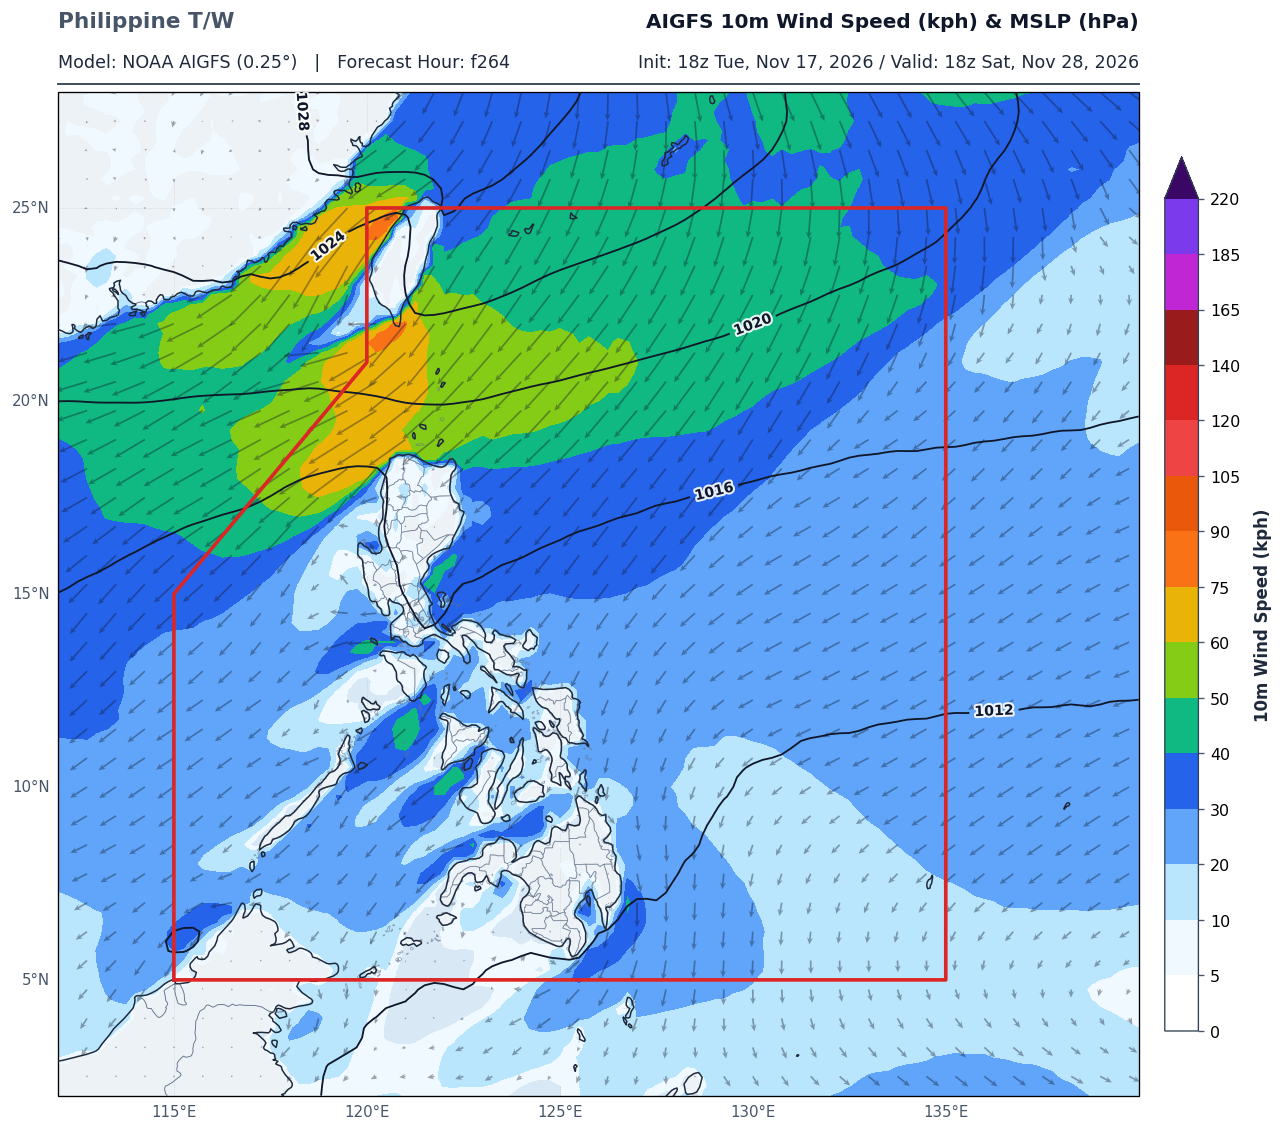 Philippine T/W
AIGFS 10m Wind Speed (kph) & MSLP (hPa)
Model: NOAA AIGFS (0.25°) | Forecast Hour: f264
Init: 18z Tue, Nov 17, 2026 / Valid: 18z Sat, Nov 28, 2026
1028
1024
1020
1016
1012
25°N
20°N
15°N
10°N
5°N
115°E
120°E
125°E
130°E
135°E
220
185
165
140
120
105
90
75
60
50
40
30
20
10
5
0
10m Wind Speed (kph)